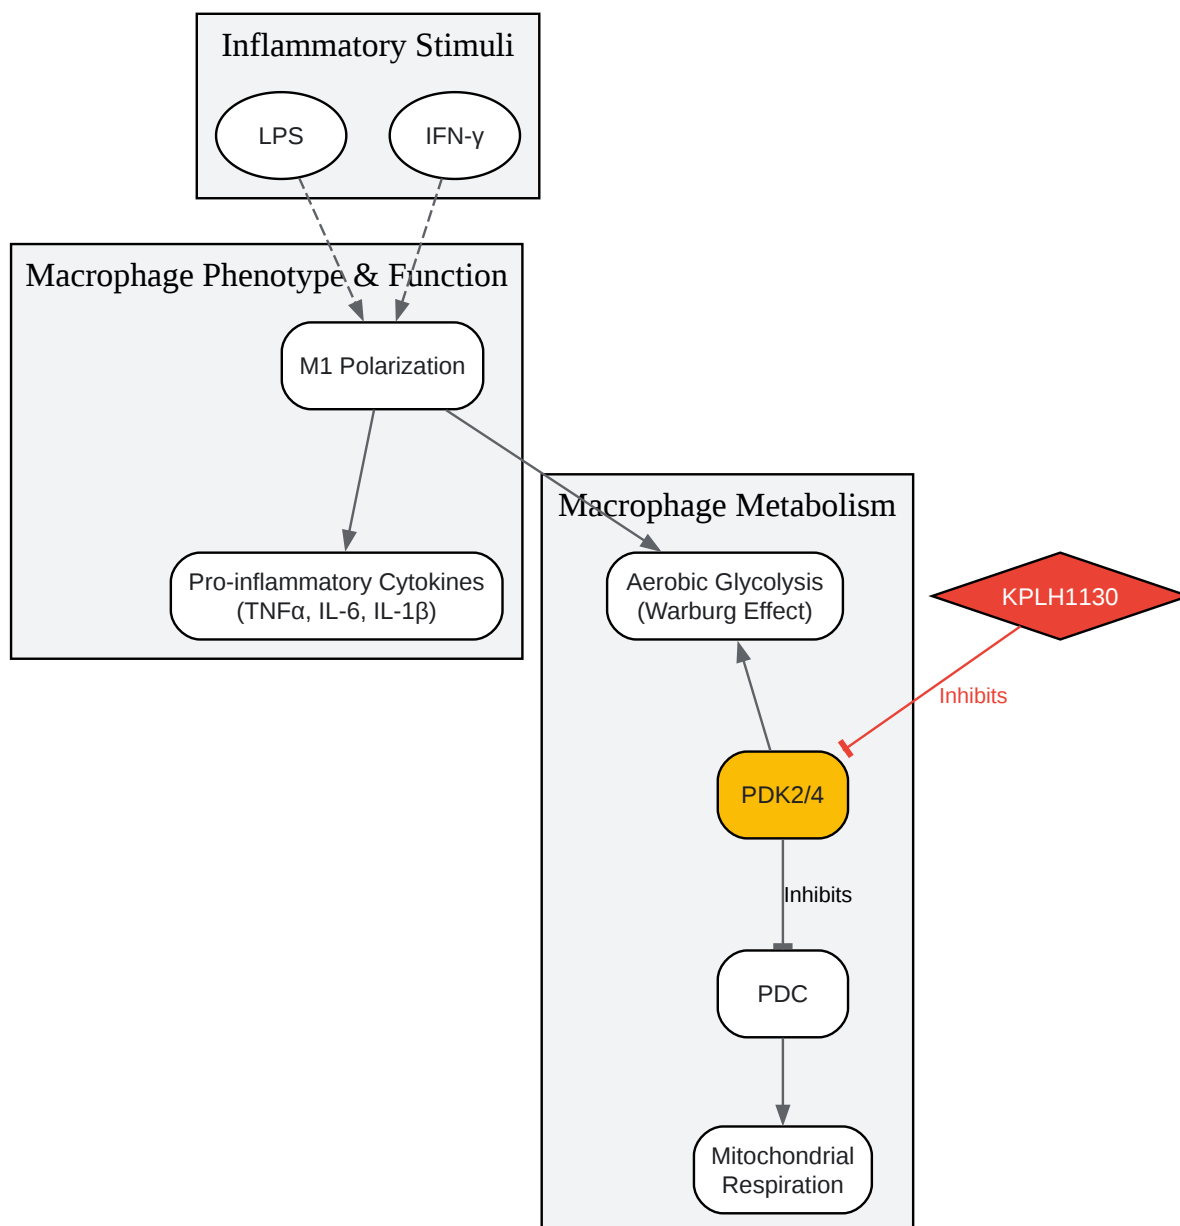 Inflammatory Stimuli
LPS
IFN-γ
Macrophage Phenotype & Function
M1 Polarization
Macrophage Metabolism
Pro-inflammatory Cytokines
(TNFα, IL-6, IL-1β)
Aerobic Glycolysis
(Warburg Effect)
KPLH1130
Inhibits
PDK2/4
Inhibits
PDC
Mitochondrial
Respiration